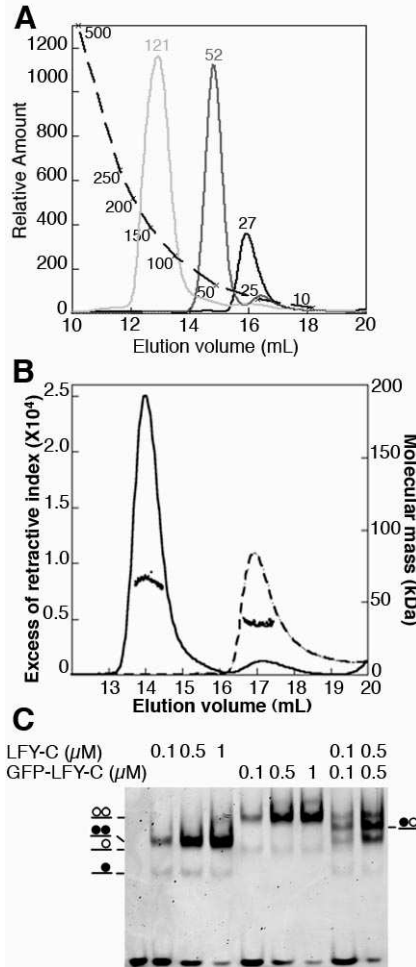 A
1200
1000
800
600
400
200
0
Relative Amount
500
250
200
150
100
50
25
10
121
52
27
10 12 14 16 18 20
Elution volume (mL)
B
2.5
2.0
1.5
1.0
0.5
0
Excess of retractive index (X10⁴)
200
150
100
50
0
Molecular mass (kDa)
13 14 15 16 17 18 19 20
Elution volume (mL)
C
LFY-C (µM) 0.1 0.5 1 0.1 0.5
GFP-LFY-C (µM) 0.1 0.5 1 0.1 0.5